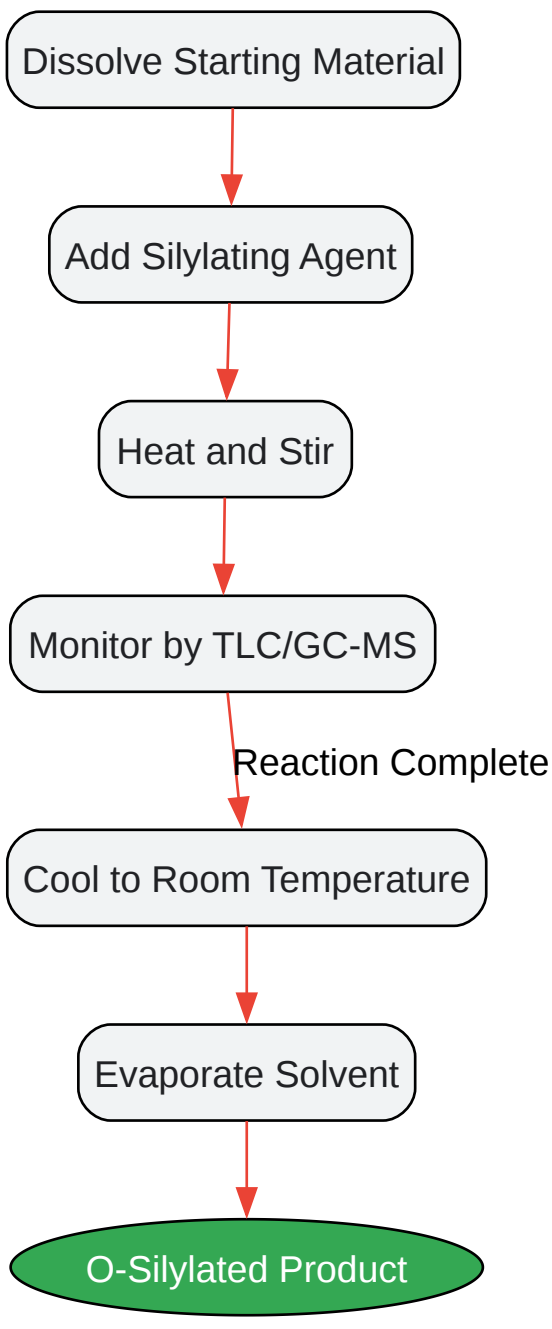 Dissolve Starting Material
Add Silylating Agent
Heat and Stir
Monitor by TLC/GC-MS
Reaction Complete
Cool to Room Temperature
Evaporate Solvent
O-Silylated Product